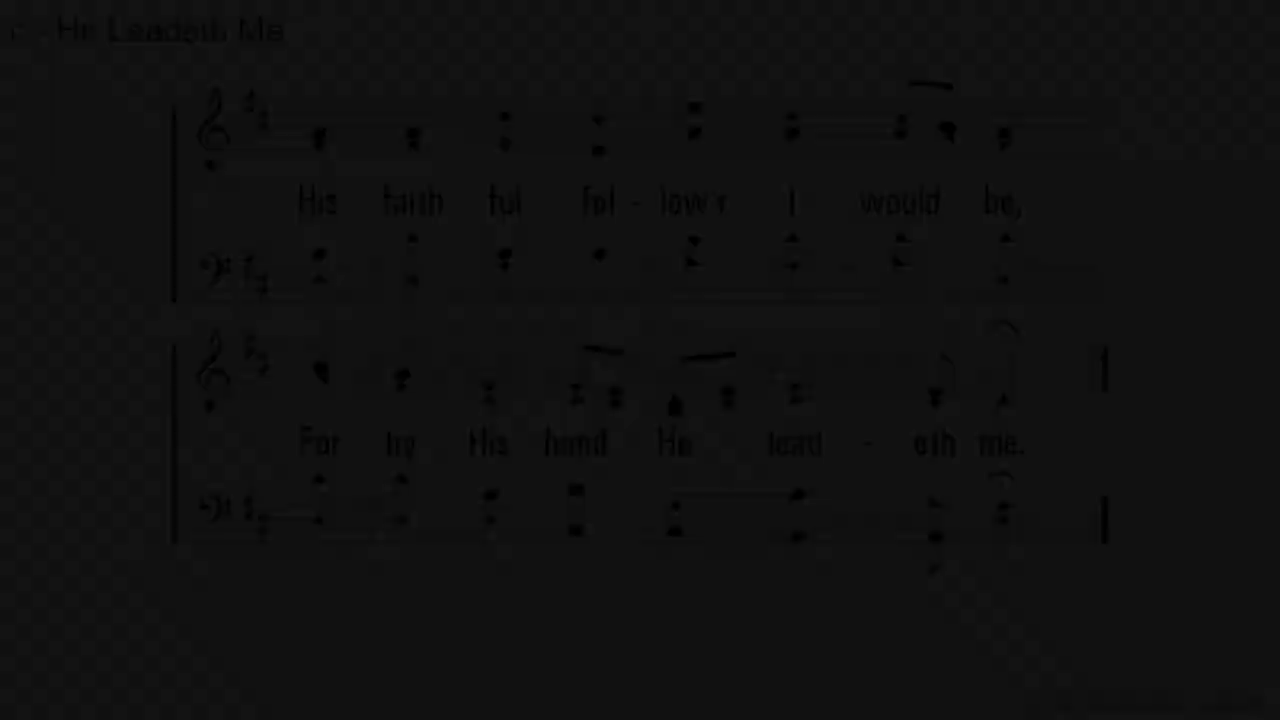 c - He Leadeth Me
His faith ful fol - low'r I would be,
For by His hand He lead - eth me.